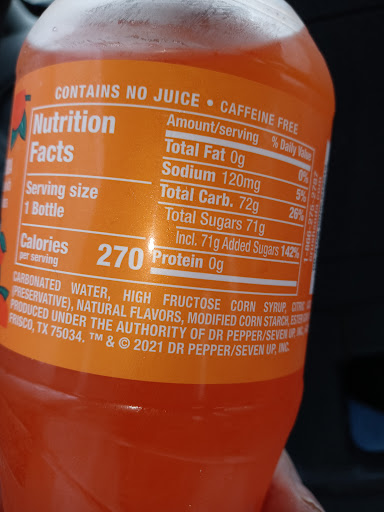 CONTAINS NO JUICE • CAFFEINE FREE
Nutrition
Facts
Serving size
1 Bottle
Calories
per serving
270
Amount/serving % Daily Value
Total Fat 0g 0%
Sodium 120mg 5%
Total Carb. 72g 26%
Total Sugars 71g
Incl. 71g Added Sugars 142%
Protein 0g
CARBONATED WATER, HIGH FRUCTOSE CORN SYRUP, CITRIC
(PRESERVATIVE), NATURAL FLAVORS, MODIFIED CORN STARCH, ESTER
PRODUCED UNDER THE AUTHORITY OF DR PEPPER/SEVEN UP, INC.
FRISCO, TX 75034. ™ & © 2021 DR PEPPER/SEVEN UP, INC.